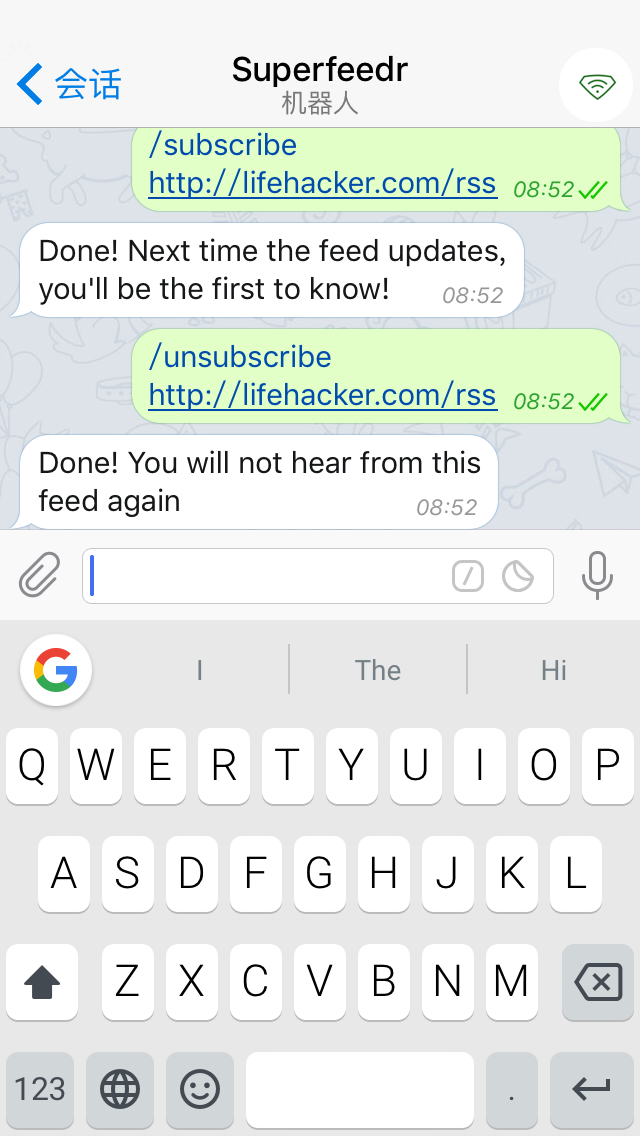 会话
Superfeedr
机器人
/subscribe
http://lifehacker.com/rss 08:52
Done! Next time the feed updates,
you'll be the first to know! 08:52
/unsubscribe
http://lifehacker.com/rss 08:52
Done! You will not hear from this
feed again 08:52
/
G I The Hi
Q W E R T Y U I O P
A S D F G H J K L
Z X C V B N M
123 .